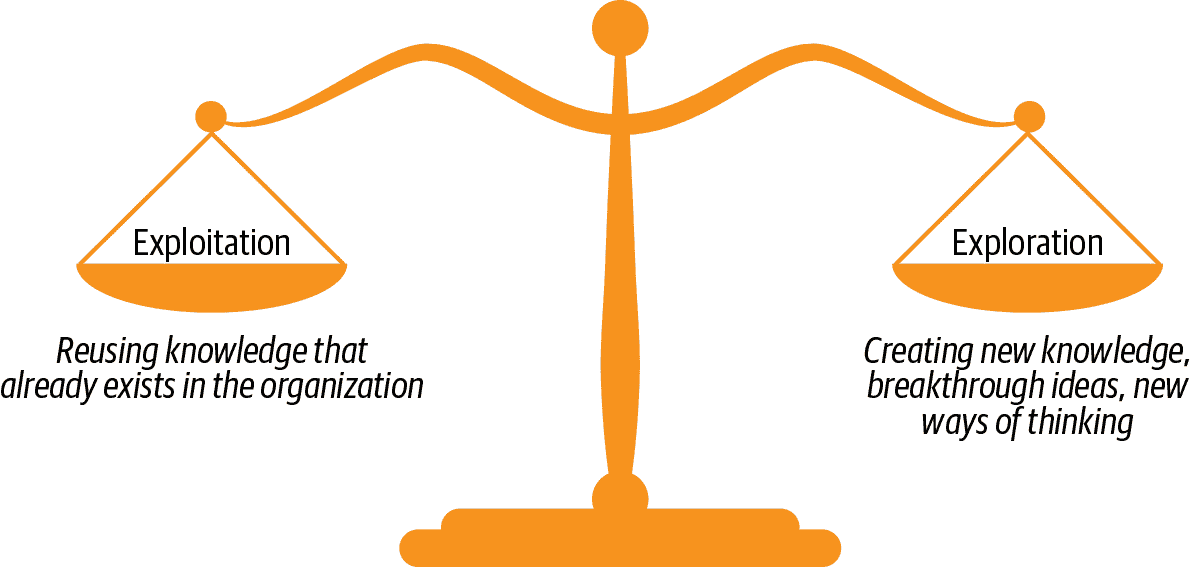 Exploitation
Reusing knowledge that
already exists in the organization
Exploration
Creating new knowledge,
breakthrough ideas, new
ways of thinking